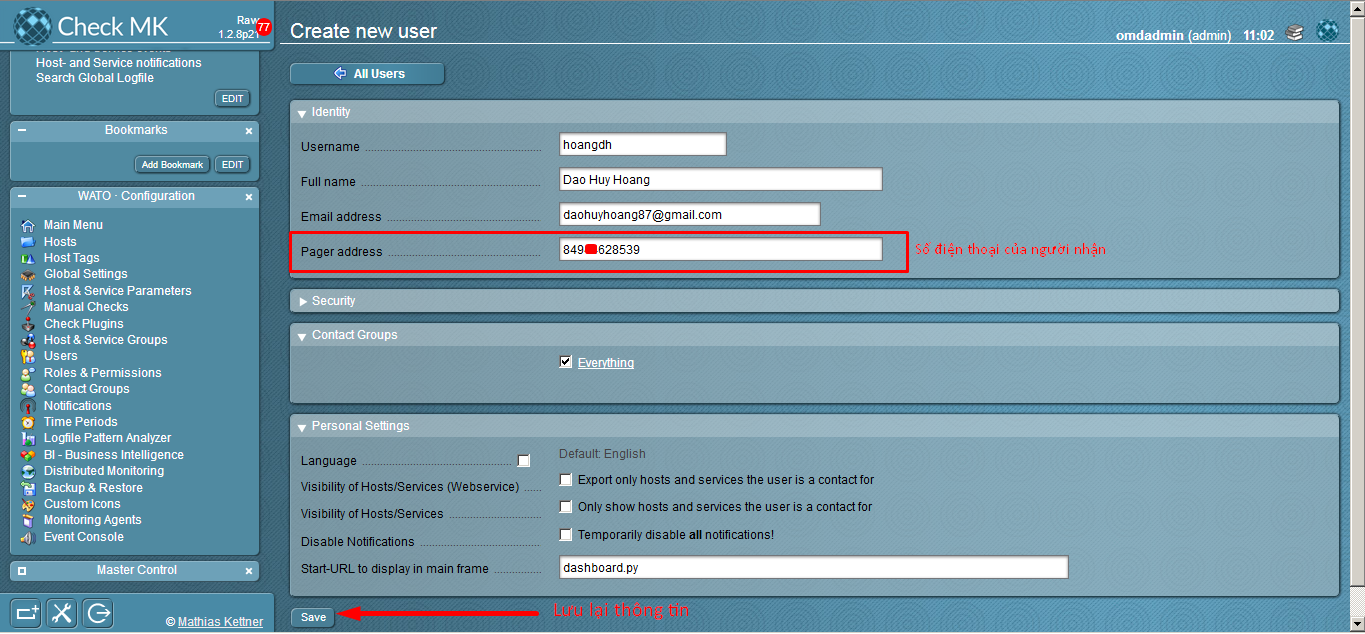 Check MK
Raw
1.2.8p21
77
Create new user
omdadmin (admin) 11:02
Host- and Service notifications
Search Global Logfile
EDIT
Bookmarks
Add Bookmark EDIT
WATO · Configuration
Main Menu
Hosts
Host Tags
Global Settings
Host & Service Parameters
Manual Checks
Check Plugins
Host & Service Groups
Users
Roles & Permissions
Contact Groups
Notifications
Time Periods
Logfile Pattern Analyzer
BI - Business Intelligence
Distributed Monitoring
Backup & Restore
Custom Icons
Monitoring Agents
Event Console
Master Control
© Mathias Kettner
All Users
Identity
Username hoangdh
Full name Dao Huy Hoang
Email address daohuyhoang87@gmail.com
Pager address 849 628539 Số điện thoại của người nhận
Security
Contact Groups
Everything
Personal Settings
Language Default: English
Visibility of Hosts/Services (Webservice) Export only hosts and services the user is a contact for
Visibility of Hosts/Services Only show hosts and services the user is a contact for
Disable Notifications Temporarily disable all notifications!
Start-URL to display in main frame dashboard.py
Save Lưu lại thông tin